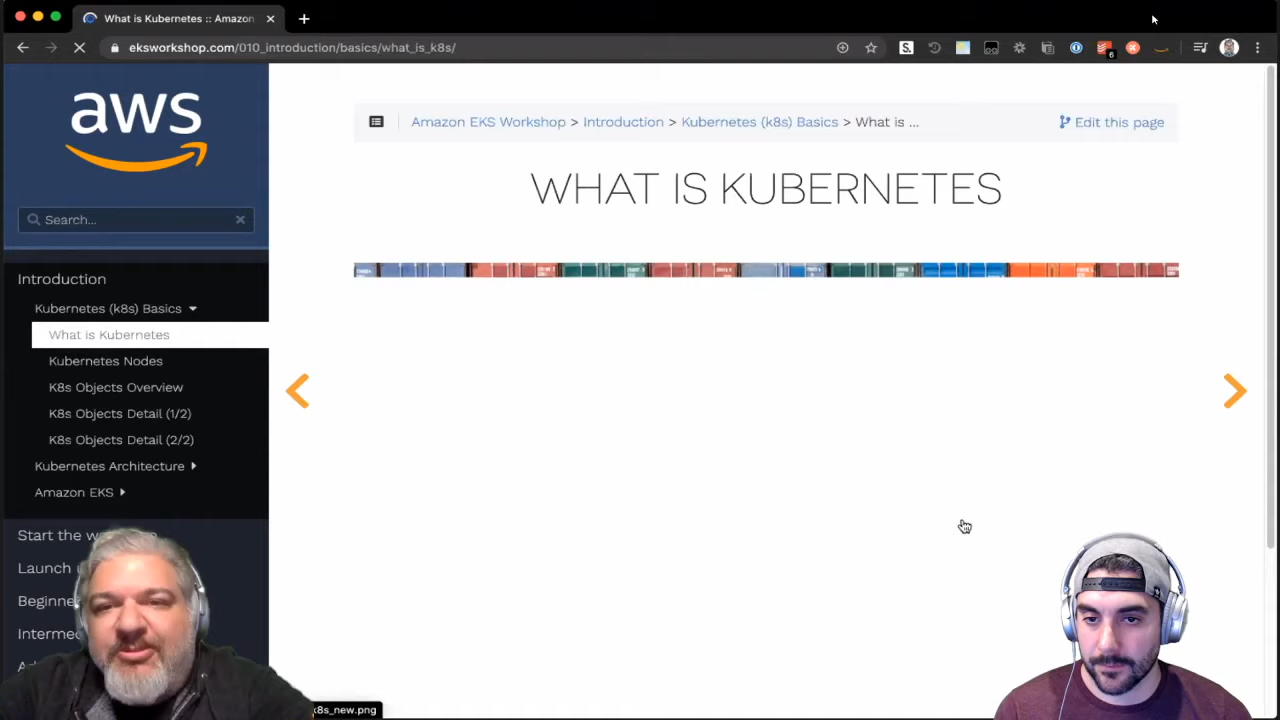 What is Kubernetes :: Amazon
eksworkshop.com/010_introduction/basics/what_is_k8s/
6
aws
Search...
Introduction
Kubernetes (k8s) Basics
What is Kubernetes
Kubernetes Nodes
K8s Objects Overview
K8s Objects Detail (1/2)
K8s Objects Detail (2/2)
Kubernetes Architecture
Amazon EKS
Start the w
Launch
Beginne
Interme
Amazon EKS Workshop > Introduction > Kubernetes (k8s) Basics > What is ...
Edit this page
WHAT IS KUBERNETES
k8s_new.png